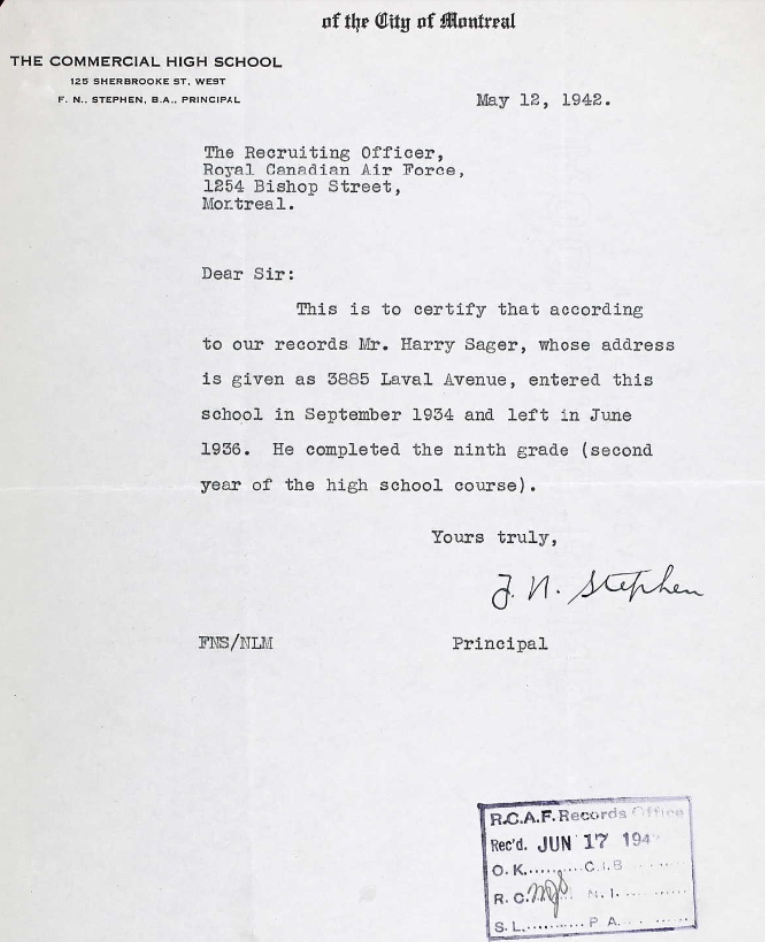 of the City of Montreal
THE COMMERCIAL HIGH SCHOOL
125 SHERBROOKE ST. WEST
F. N. STEPHEN, B.A., PRINCIPAL
May 12, 1942.
The Recruiting Officer,
Royal Canadian Air Force,
1254 Bishop Street,
Montreal.
Dear Sir:
This is to certify that according
to our records Mr. Harry Sager, whose address
is given as 3885 Laval Avenue, entered this
school in September 1934 and left in June
1936. He completed the ninth grade (second
year of the high school course).
Yours truly,
F. N. Stephen
FNS/NLM Principal
R.C.A.F. Records Office
Rec'd. JUN 17 194
O. K. ........ C.I.B ........
R. C. ........ N. I. ............
S. L. ............ P A. ........